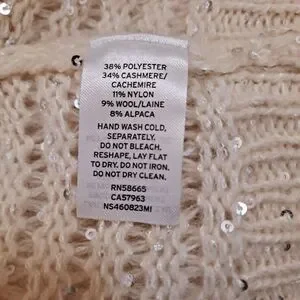 38% POLYESTER
34% CASHMERE/
CACHEMIRE
11% NYLON
9% WOOL/LAINE
8% ALPACA
HAND WASH COLD,
SEPARATELY.
DO NOT BLEACH.
RESHAPE, LAY FLAT
TO DRY. DO NOT IRON.
DO NOT DRY CLEAN.
RN58665
CA57963
NS460823MI